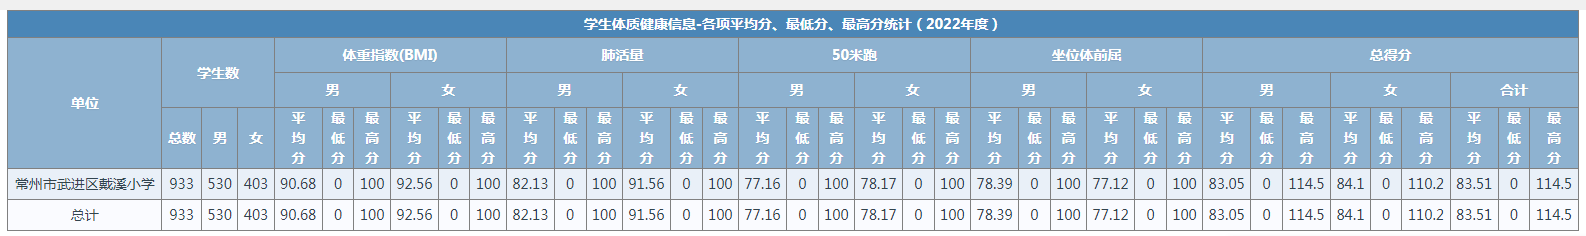 学生体质健康信息-各项平均分、最低分、最高分统计（2022年度）
单位 学生数 体重指数(BMI) 肺活量 50米跑 坐位体前屈 总得分
男 女 男 女 男 女 男 女 男 女 合计
总数 男 女 平均分 最低分 最高分 平均分 最低分 最高分 平均分 最低分 最高分 平均分 最低分 最高分 平均分 最低分 最高分 平均分 最低分 最高分 平均分 最低分 最高分 平均分 最低分 最高分 平均分 最低分 最高分 平均分 最低分 最高分 平均分 最低分 最高分
常州市武进区戴溪小学 933 530 403 90.68 0 100 92.56 0 100 82.13 0 100 91.56 0 100 77.16 0 100 78.17 0 100 78.39 0 100 77.12 0 100 83.05 0 114.5 84.1 0 110.2 83.51 0 114.5
总计 933 530 403 90.68 0 100 92.56 0 100 82.13 0 100 91.56 0 100 77.16 0 100 78.17 0 100 78.39 0 100 77.12 0 100 83.05 0 114.5 84.1 0 110.2 83.51 0 114.5